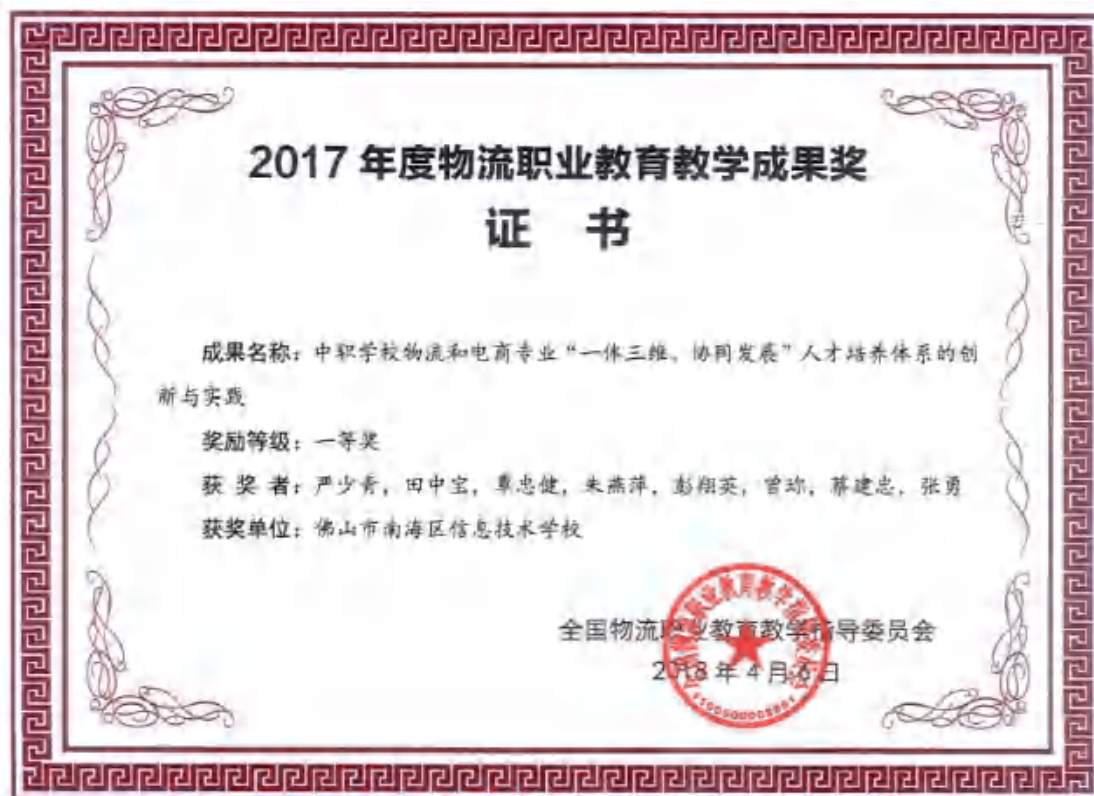 2017 年度物流职业教育教学成果奖
证 书
成果名称：中职学校物流和电商专业“一体三维、协同发展”人才培养体系的创
新与实践
奖励等级：一等奖
获 奖 者：严少青，田中宝，覃忠健，朱燕萍，彭翔英，曾琼，蔡建忠，张勇
获奖单位：佛山市南海区信息技术学校
全国物流职业教育教学指导委员会
2018 年 4 月 6 日